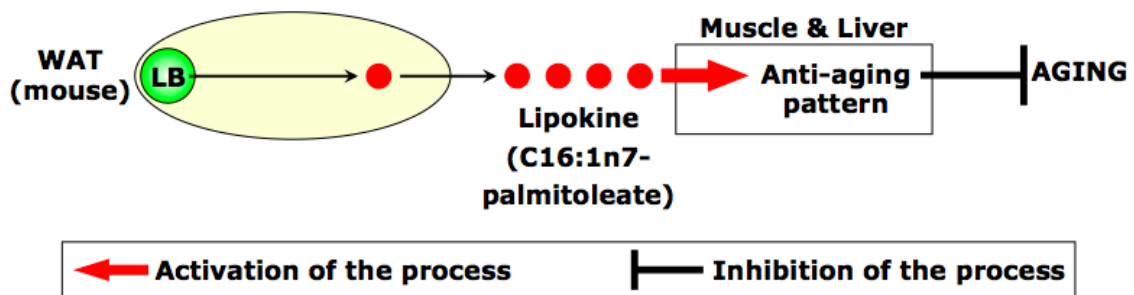 Muscle & Liver
WAT
(mouse)
LB
Anti-aging
pattern
AGING
Lipokine
(C16:1n7-
palmitoleate)
Activation of the process
Inhibition of the process